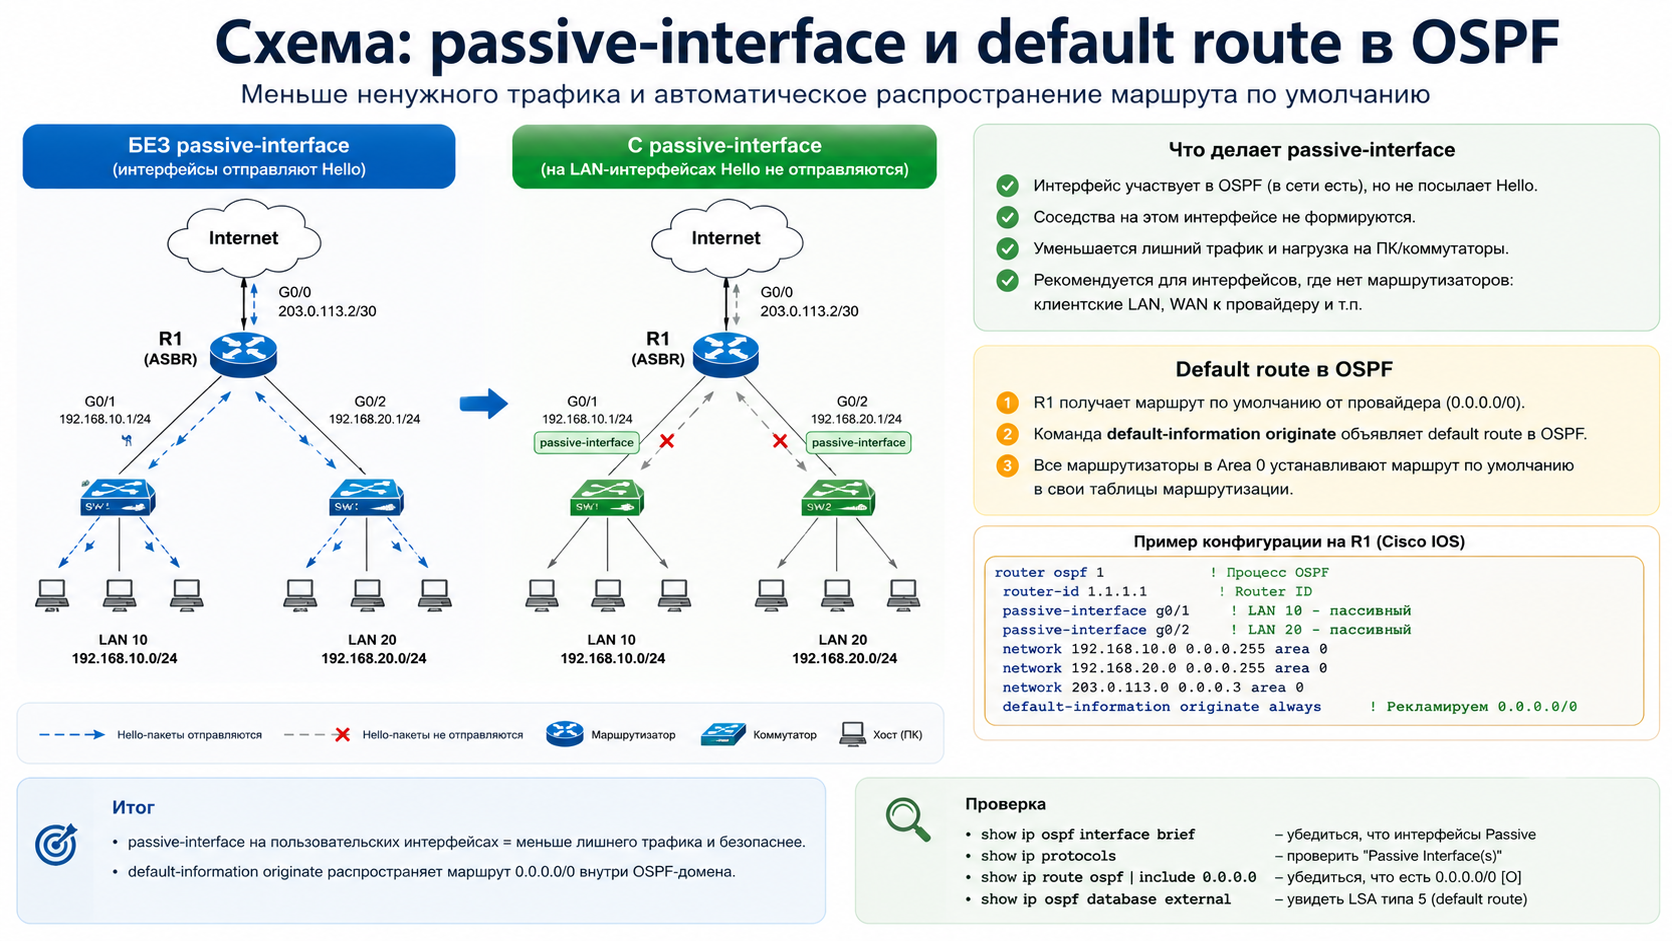 Схема: passive-interface и default route в OSPF
Меньше ненужного трафика и автоматическое распространение маршрута по умолчанию
БЕЗ passive-interface
(интерфейсы отправляют Hello)
Internet
G0/0
203.0.113.2/30
R1
(ASBR)
G0/1
192.168.10.1/24
G0/2
192.168.20.1/24
LAN 10
192.168.10.0/24
LAN 20
192.168.20.0/24
С passive-interface
(на LAN-интерфейсах Hello не отправляются)
Internet
G0/0
203.0.113.2/30
R1
(ASBR)
G0/1
192.168.10.1/24
passive-interface
G0/2
192.168.20.1/24
passive-interface
SW1
SW2
LAN 10
192.168.10.0/24
LAN 20
192.168.20.0/24
Hello-пакеты отправляются
Hello-пакеты не отправляются
Маршрутизатор
Коммутатор
Хост (ПК)
Что делает passive-interface
Интерфейс участвует в OSPF (в сети есть), но не посылает Hello.
Соседства на этом интерфейсе не формируются.
Уменьшается лишний трафик и нагрузка на ПК/коммутаторы.
Рекомендуется для интерфейсов, где нет маршрутизаторов:
клиентские LAN, WAN к провайдеру и т.п.
Default route в OSPF
1 R1 получает маршрут по умолчанию от провайдера (0.0.0.0/0).
2 Команда default-information originate объявляет default route в OSPF.
3 Все маршрутизаторы в Area 0 устанавливают маршрут по умолчанию
в свои таблицы маршрутизации.
Пример конфигурации на R1 (Cisco IOS)
router ospf 1 ! Процесс OSPF
router-id 1.1.1.1 ! Router ID
passive-interface g0/1 ! LAN 10 - пассивный
passive-interface g0/2 ! LAN 20 - пассивный
network 192.168.10.0 0.0.0.255 area 0
network 192.168.20.0 0.0.0.255 area 0
network 203.0.113.0 0.0.0.3 area 0
default-information originate always ! Рекламируем 0.0.0.0/0
Итог
• passive-interface на пользовательских интерфейсах = меньше лишнего трафика и безопаснее.
• default-information originate распространяет маршрут 0.0.0.0/0 внутри OSPF-домена.
Проверка
• show ip ospf interface brief – убедиться, что интерфейсы Passive
• show ip protocols – проверить "Passive Interface(s)"
• show ip route ospf | include 0.0.0.0 – убедиться, что есть 0.0.0.0/0 [O]
• show ip ospf database external – увидеть LSA типа 5 (default route)